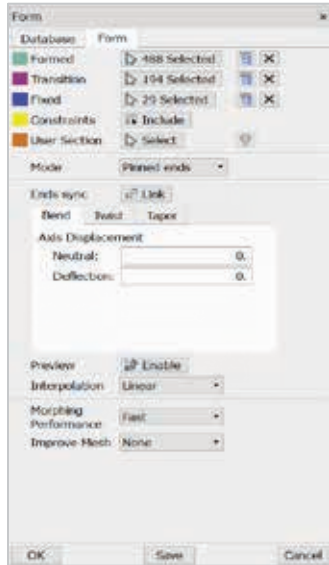 Form
Database Form
Formed 488 Selected
Transition 194 Selected
Fixed 29 Selected
Constraints Include
User Section Select
Mode Pinned ends
Ends sync Link
Bend Twist Taper
Axis Displacement
Neutral: 0.
Deflection: 0.
Preview Enable
Interpolation Linear
Morphing
Performance Fast
Improve Mesh None
OK Save Cancel